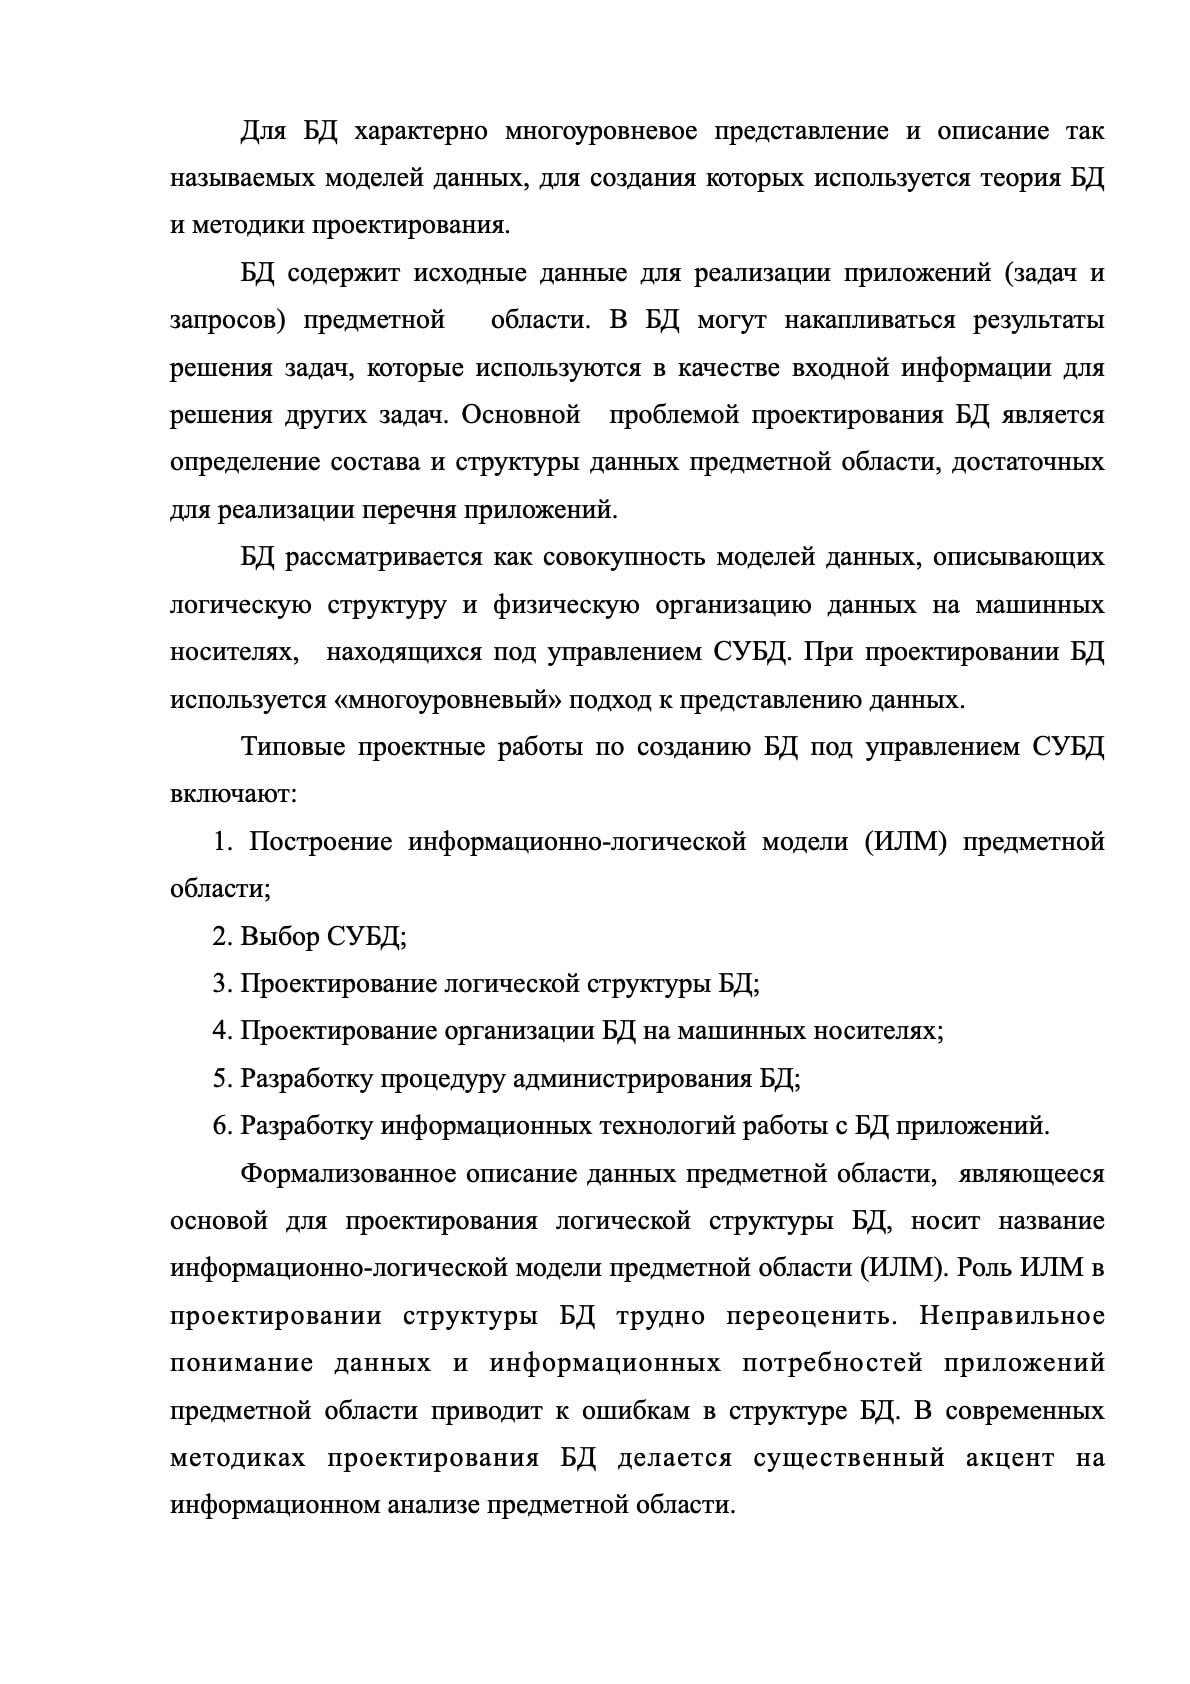 Для БД характерно многоуровневое представление и описание так
называемых моделей данных, для создания которых используется теория БД
и методики проектирования.
БД содержит исходные данные для реализации приложений (задач и
запросов) предметной области. В БД могут накапливаться результаты
решения задач, которые используются в качестве входной информации для
решения других задач. Основной проблемой проектирования БД является
определение состава и структуры данных предметной области, достаточных
для реализации перечня приложений.
БД рассматривается как совокупность моделей данных, описывающих
логическую структуру и физическую организацию данных на машинных
носителях, находящихся под управлением СУБД. При проектировании БД
используется «многоуровневый» подход к представлению данных.
Типовые проектные работы по созданию БД под управлением СУБД
включают:
1. Построение информационно-логической модели (ИЛМ) предметной
области;
2. Выбор СУБД;
3. Проектирование логической структуры БД;
4. Проектирование организации БД на машинных носителях;
5. Разработку процедуру администрирования БД;
6. Разработку информационных технологий работы с БД приложений.
Формализованное описание данных предметной области, являющееся
основой для проектирования логической структуры БД, носит название
информационно-логической модели предметной области (ИЛМ). Роль ИЛМ в
проектировании структуры БД трудно переоценить. Неправильное
понимание данных и информационных потребностей приложений
предметной области приводит к ошибкам в структуре БД. В современных
методиках проектирования БД делается существенный акцент на
информационном анализе предметной области.